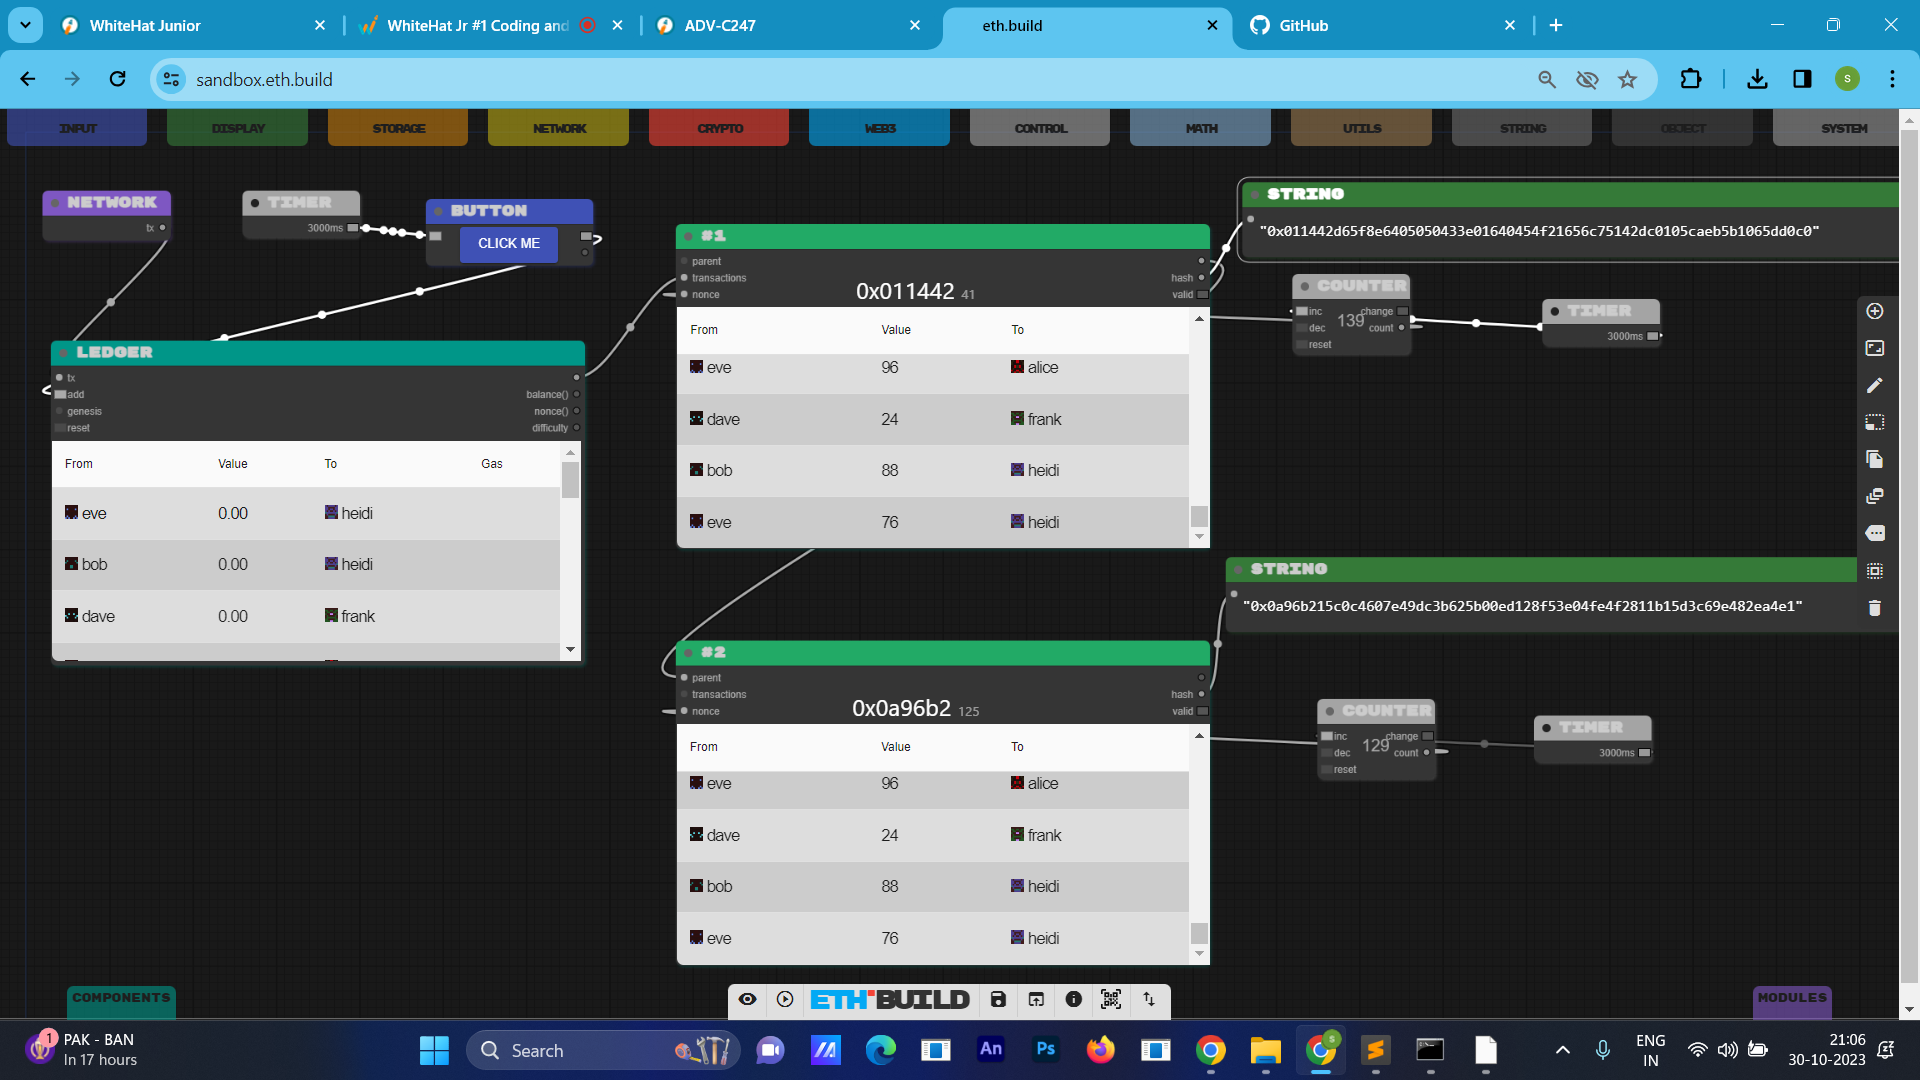 WhiteHat Junior
WhiteHat Jr #1 Coding and
ADV-C247
eth.build
GitHub
sandbox.eth.build
S
INPUT
DISPLAY
STORAGE
NETWORK
CRYPTO
WEB3
CONTROL
MATH
UTILS
STRING
OBJECT
SYSTEM
NETWORK
tx
TIMER
3000ms
BUTTON
CLICK ME
LEDGER
tx
add
balance()
genesis
nonce()
reset
difficulty
From Value To Gas
eve 0.00 heidi
bob 0.00 heidi
dave 0.00 frank
#1
parent
transactions
hash
nonce
0x011442 41
valid
From Value To
eve 96 alice
dave 24 frank
bob 88 heidi
eve 76 heidi
STRING
"0x011442d65f8e6405050433e01640454f21656c75142dc0105caeb5b1065dd0c0"
COUNTER
inc
change
dec
139
count
reset
TIMER
3000ms
#2
parent
transactions
hash
nonce
0x0a96b2 125
valid
From Value To
eve 96 alice
dave 24 frank
bob 88 heidi
eve 76 heidi
STRING
"0x0a96b215c0c4607e49dc3b625b00ed128f53e04fe4f2811b15d3c69e482ea4e1"
COUNTER
inc
change
dec
129
count
reset
TIMER
3000ms
COMPONENTS
ETH.BUILD
MODULES
1
PAK - BAN
In 17 hours
Search
An
Ps
S
ENG
IN
21:06
30-10-2023